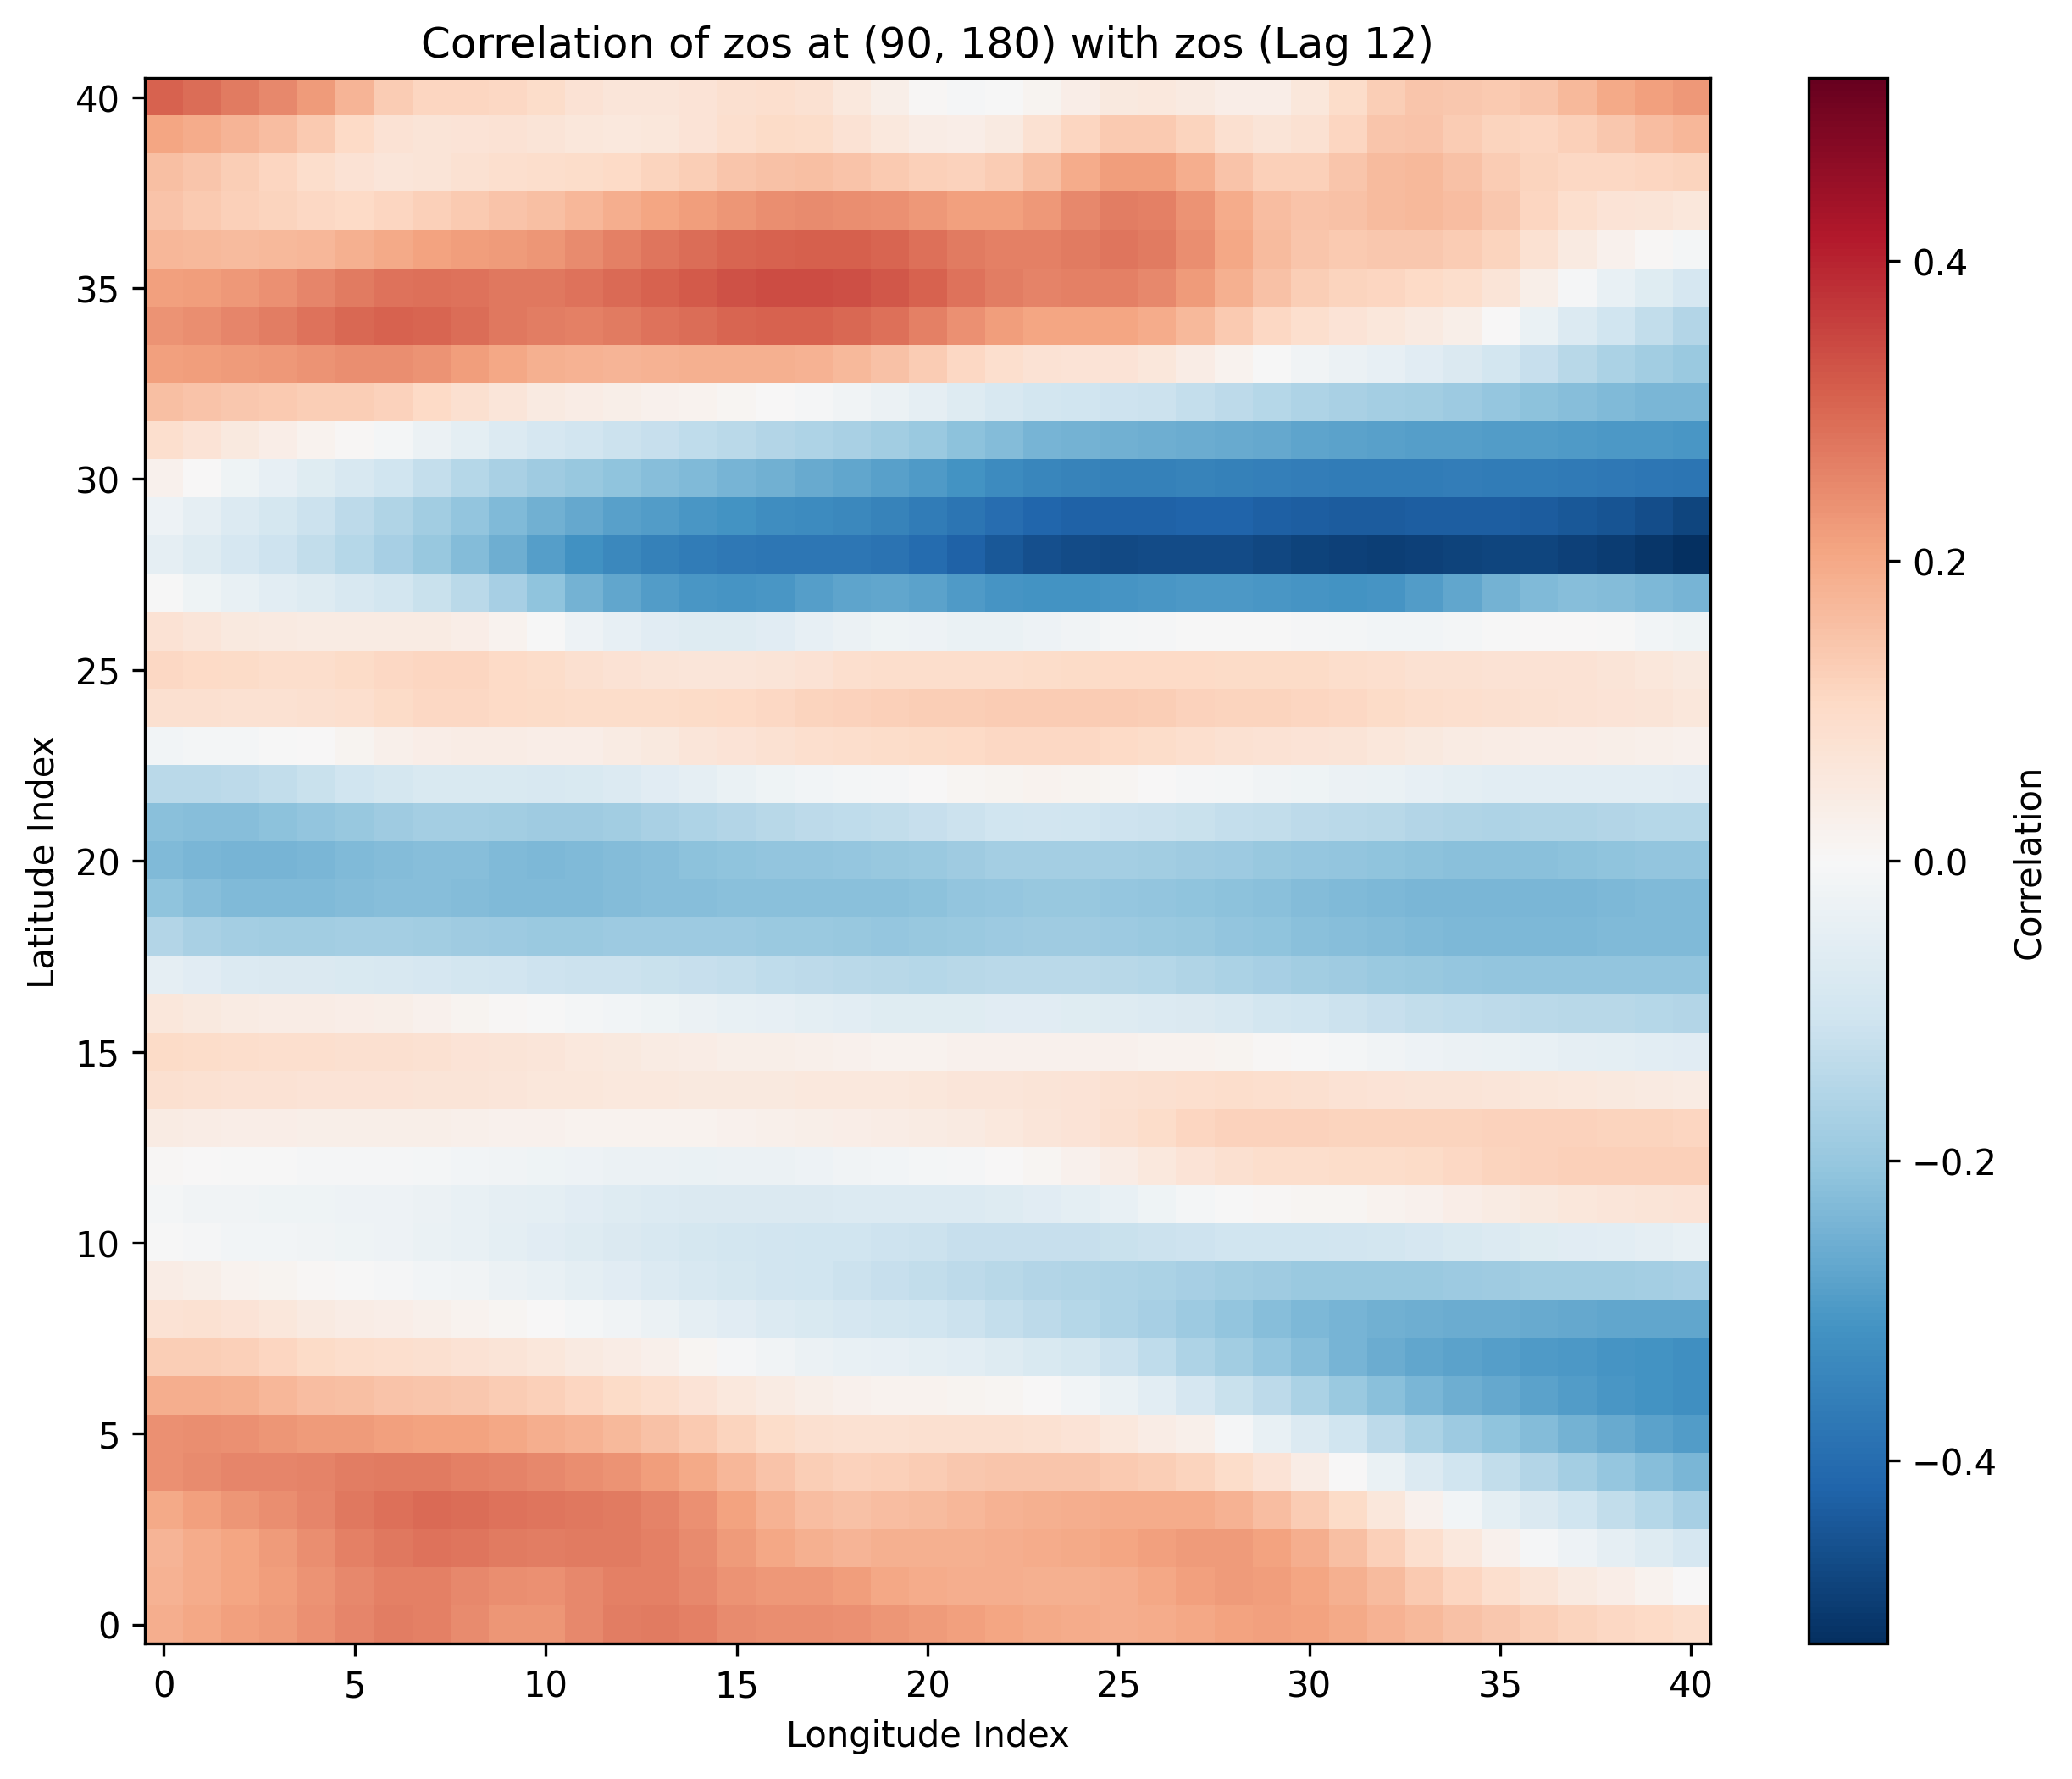 Correlation of zos at (90, 180) with zos (Lag 12)
40
35
30
25
20
15
10
5
0
Latitude Index
0 5 10 15 20 25 30 35 40
Longitude Index
0.4
0.2
0.0
−0.2
−0.4
Correlation